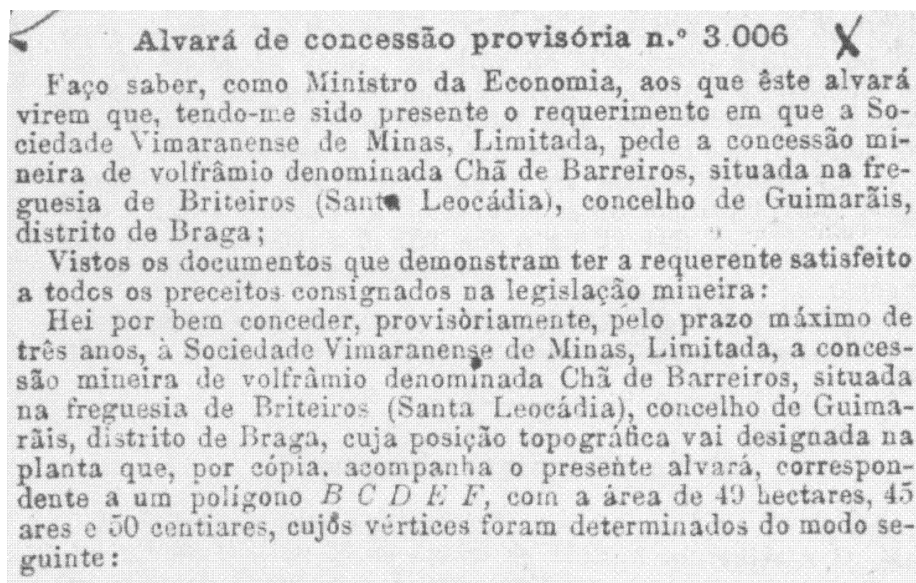 Alvará de concessão provisória n.º 3.006
Faço saber, como Ministro da Economia, aos que êste alvará
virem que, tendo-me sido presente o requerimento em que a So-
ciedade Vimaranense de Minas, Limitada, pede a concessão mi-
neira de volfrâmio denominada Chã de Barreiros, situada na fre-
guesia de Briteiros (Santa Leocádia), concelho de Guimarãis,
distrito de Braga;
Vistos os documentos que demonstram ter a requerente satisfeito
a todos os preceitos consignados na legislação mineira:
Hei por bem conceder, provisòriamente, pelo prazo máximo de
três anos, à Sociedade Vimaranense de Minas, Limitada, a conces-
são mineira de volfrâmio denominada Chã de Barreiros, situada
na freguesia de Briteiros (Santa Leocádia), concelho de Guima-
rãis, distrito de Braga, cuja posição topográfica vai designada na
planta que, por cópia, acompanha o presente alvará, correspon-
dente a um polígono B C D E F, com a área de 49 hectares, 45
ares e 50 centiares, cujos vértices foram determinados do modo se-
guinte: